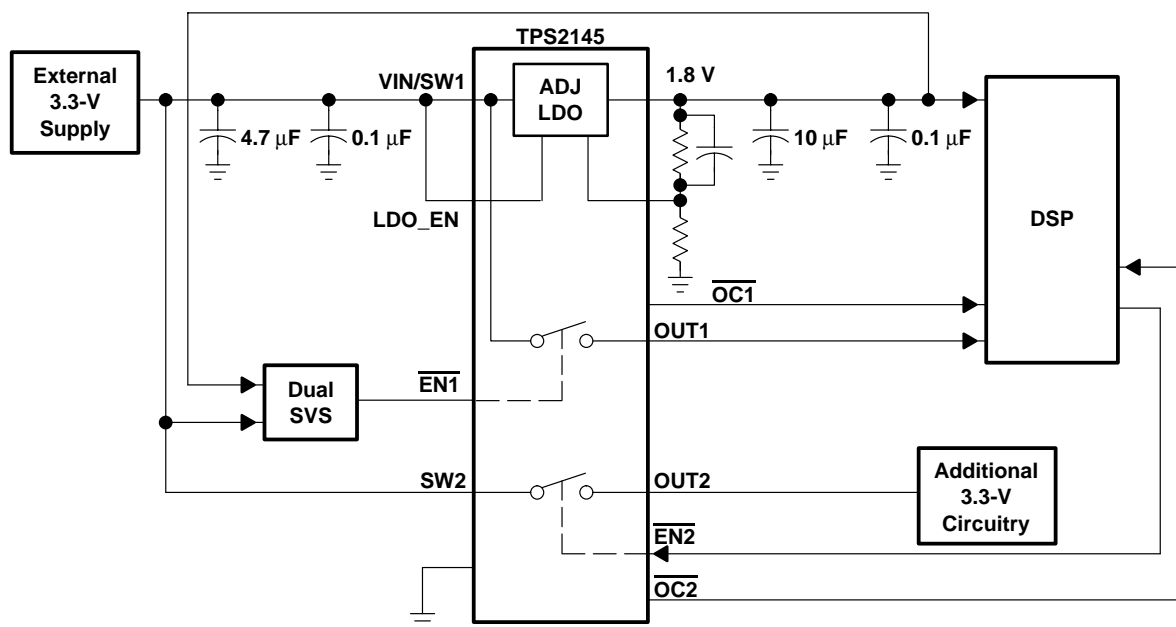 TPS2145
External
3.3-V
Supply
VIN/SW1
ADJ
LDO
1.8 V
4.7 μF
0.1 μF
10 μF
0.1 μF
LDO_EN
DSP
OC1
OUT1
EN1
Dual
SVS
SW2
OUT2
Additional
3.3-V
Circuitry
EN2
OC2